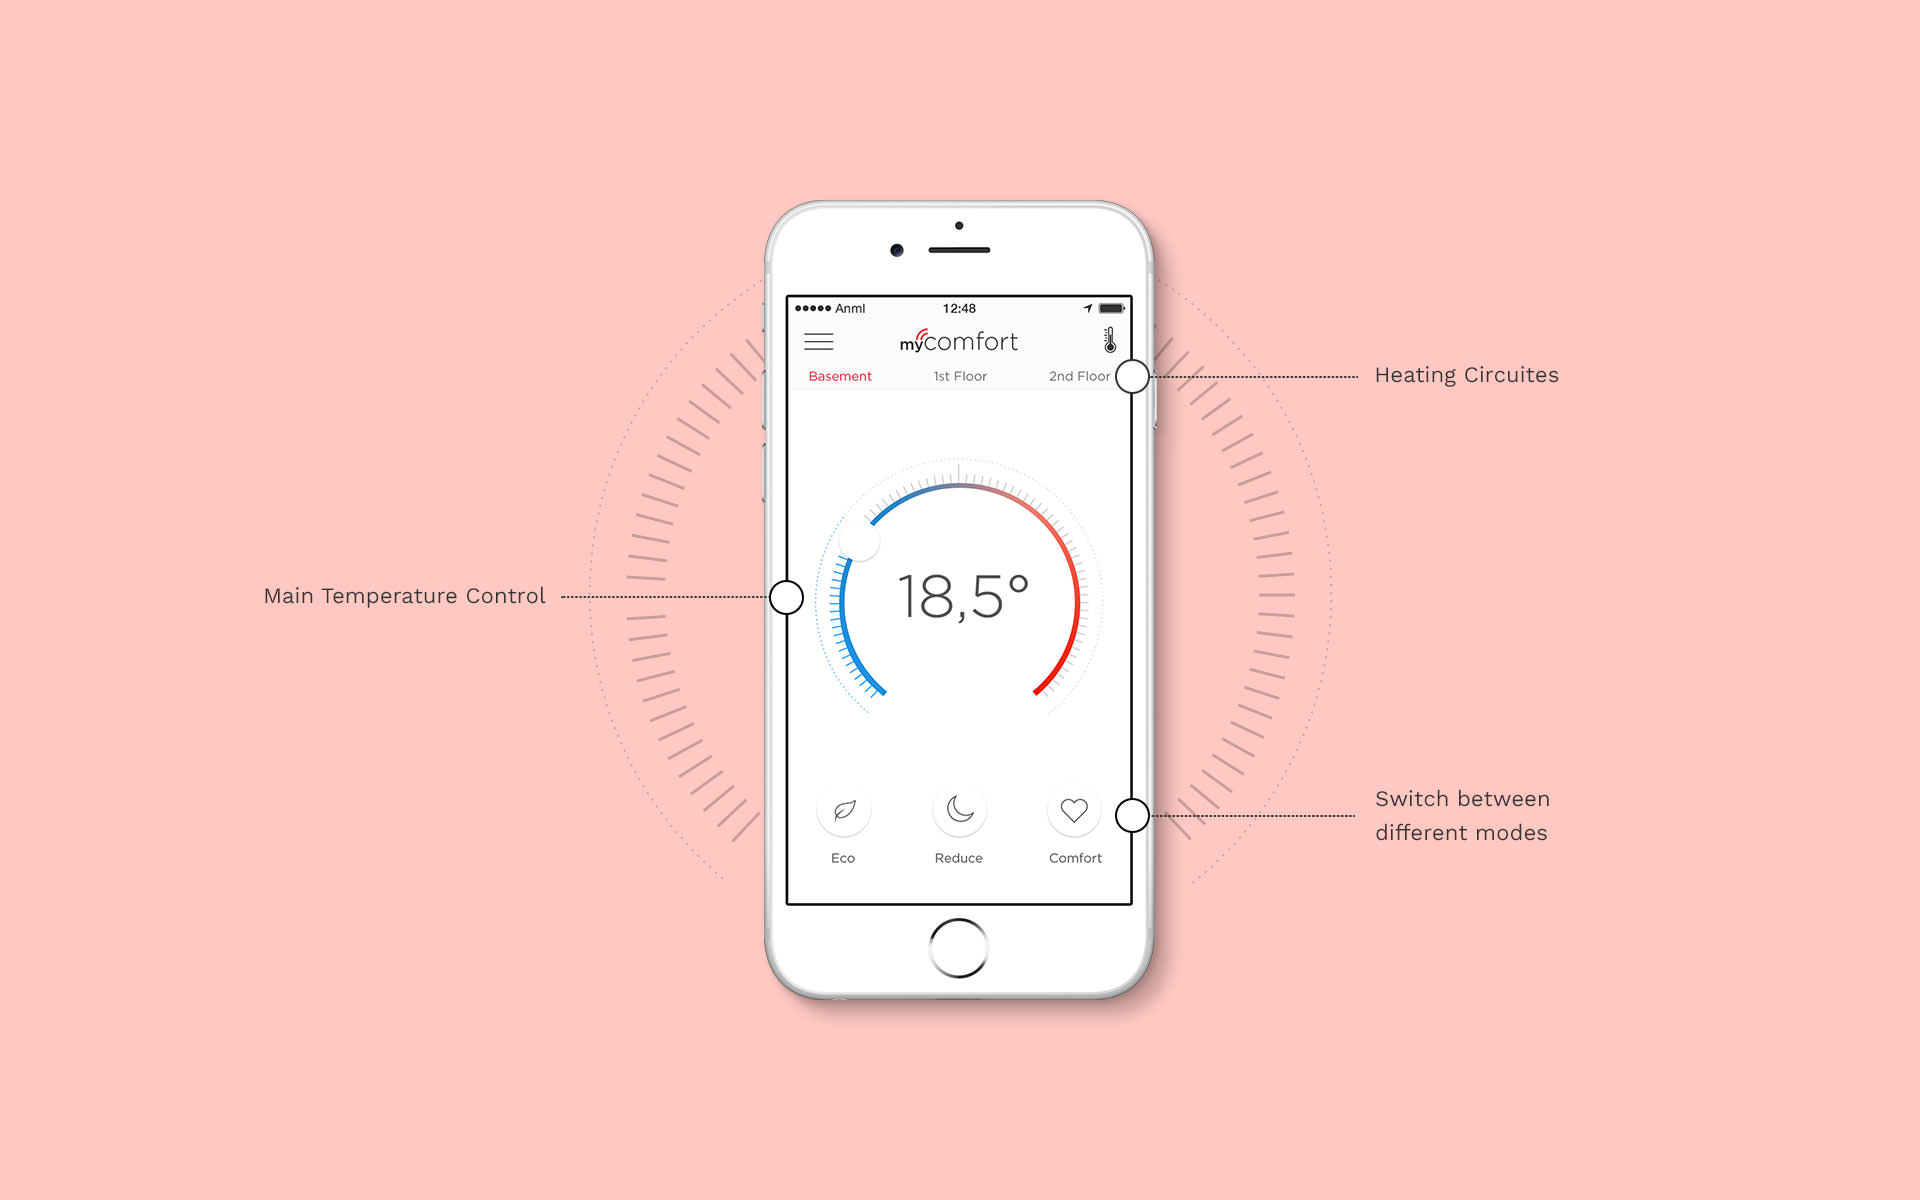 Anml 12:48
mycomfort
Basement 1st Floor 2nd Floor
Heating Circuites
18,5°
Main Temperature Control
Switch between
different modes
Eco Reduce Comfort